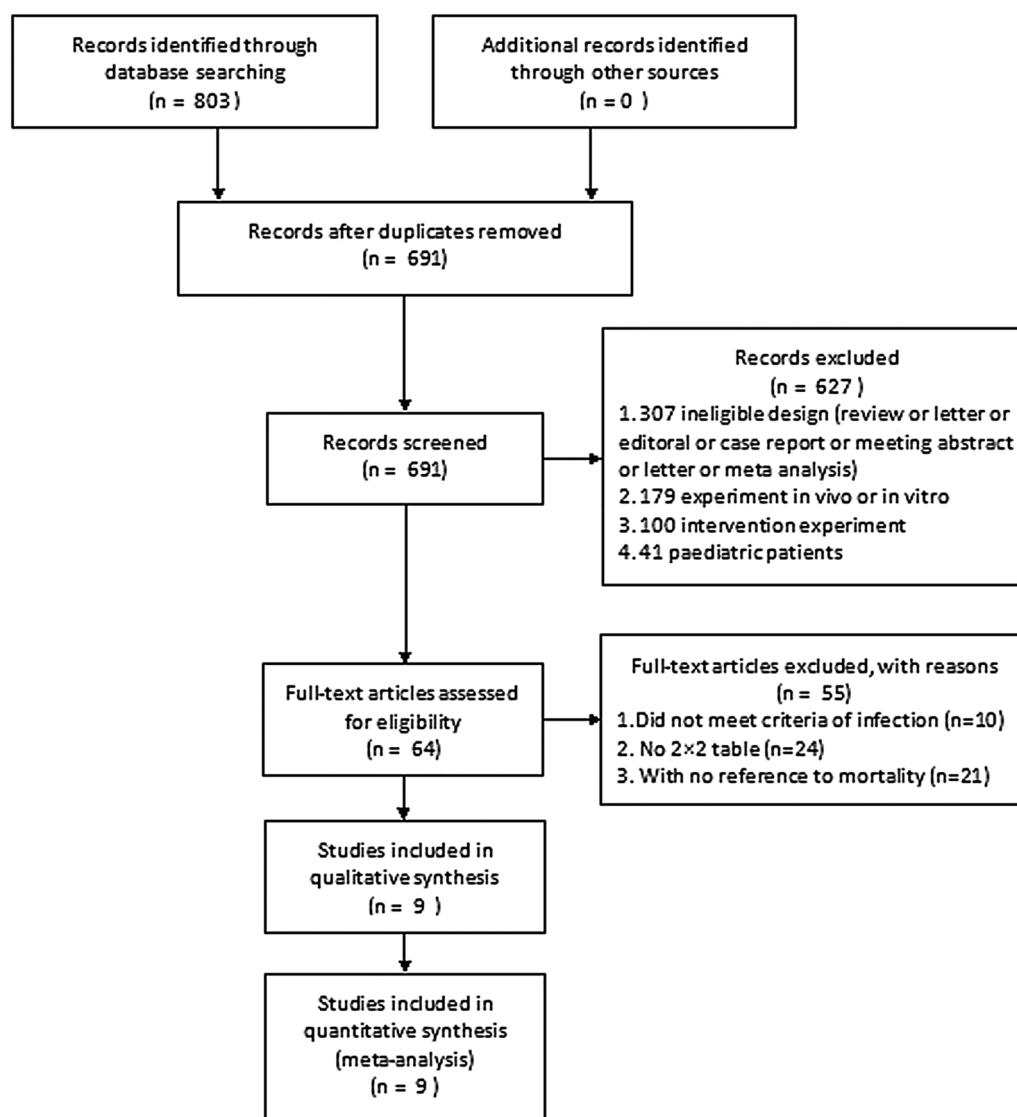 Records identified through
database searching
(n = 803)
Additional records identified
through other sources
(n = 0 )
Records after duplicates removed
(n = 691)
Records screened
(n = 691)
Records excluded
(n = 627 )
1.307 ineligible design (review or letter or
editoral or case report or meeting abstract
or letter or meta analysis)
2.179 experiment in vivo or in vitro
3.100 intervention experiment
4.41 paediatric patients
Full-text articles assessed
for eligibility
(n = 64)
Full-text articles excluded, with reasons
(n = 55)
1.Did not meet criteria of infection (n=10)
2. No 2×2 table (n=24)
3. With no reference to mortality (n=21)
Studies included in
qualitative synthesis
(n = 9 )
Studies included in
quantitative synthesis
(meta-analysis)
(n = 9 )